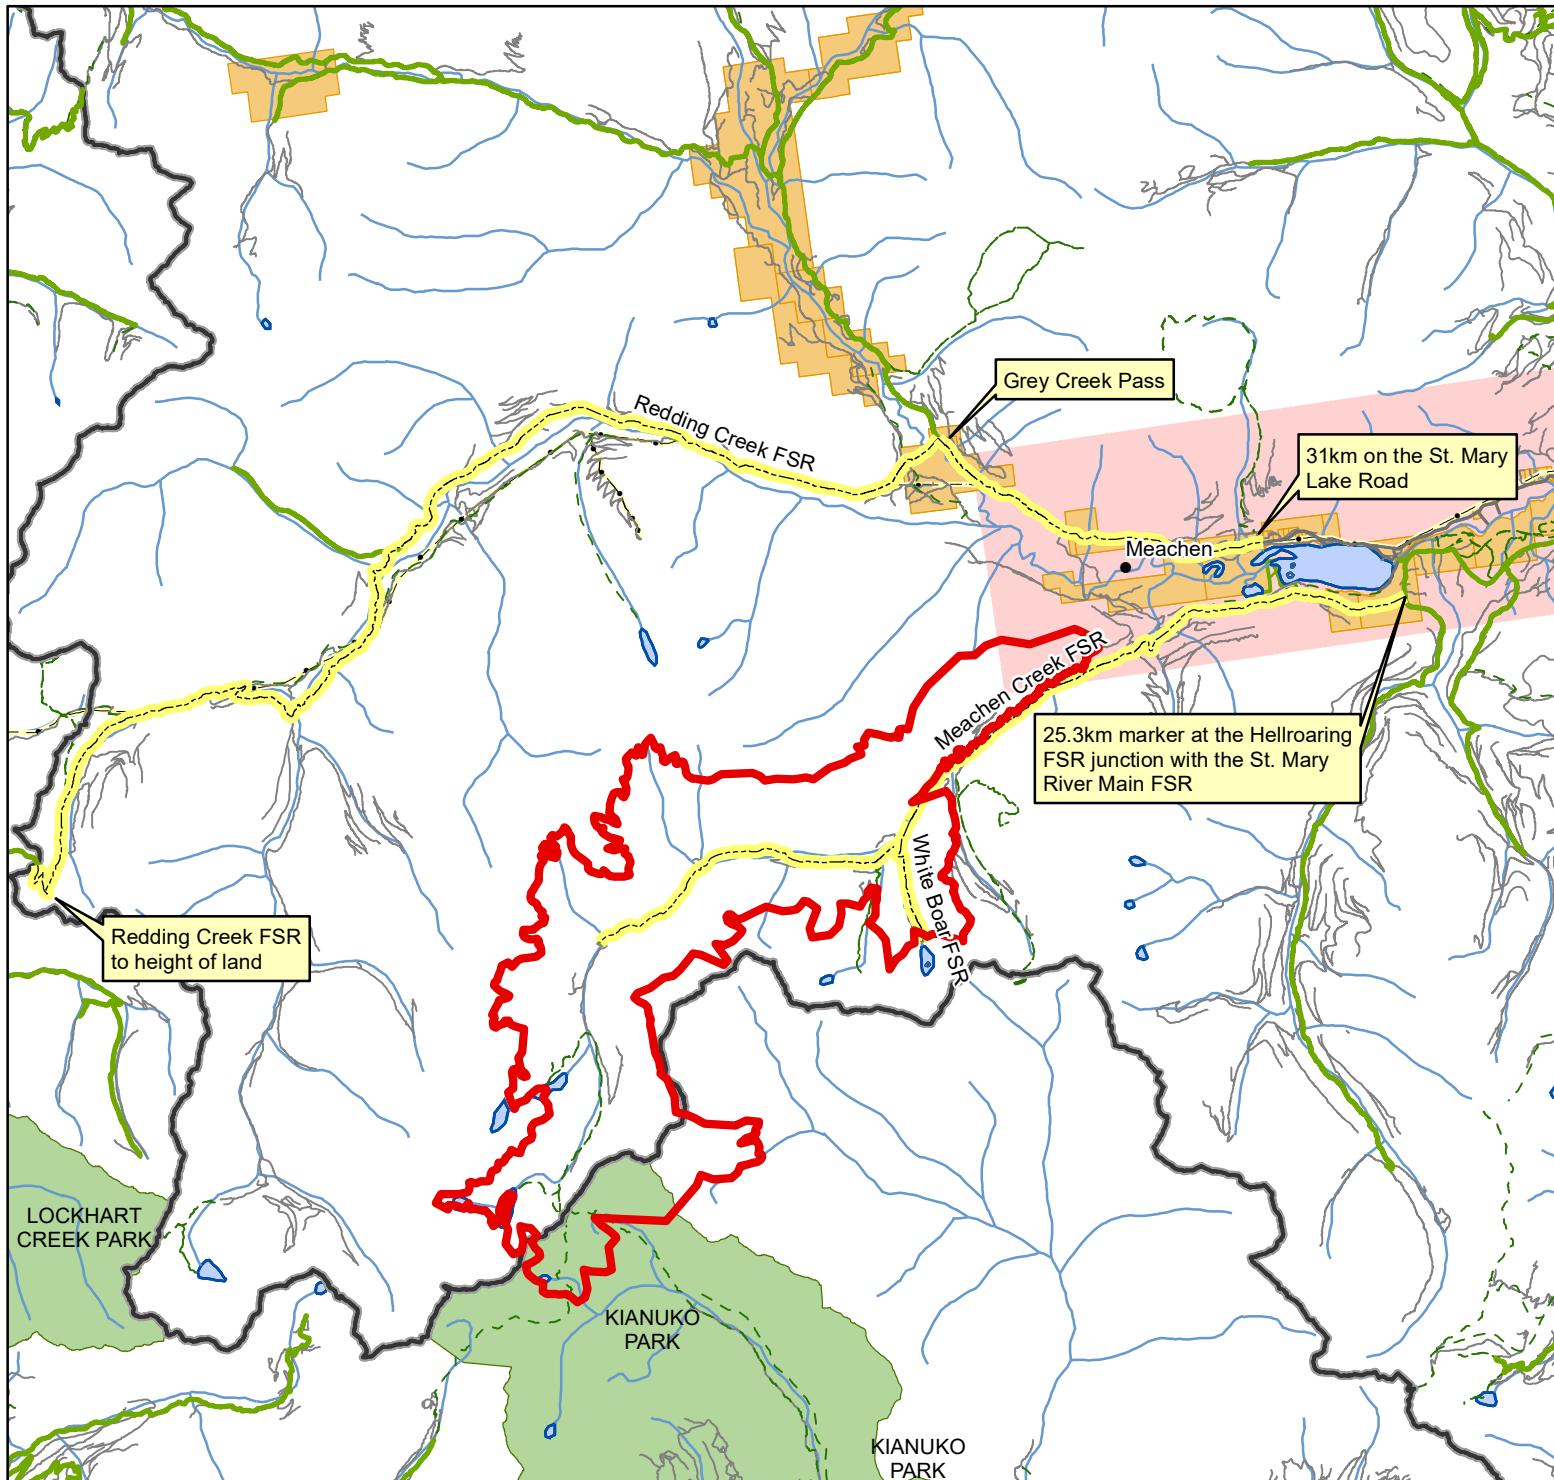 Grey Creek Pass
Redding Creek FSR
31km on the St. Mary
Lake Road
Meachen
Meachen Creek FSR
25.3km marker at the Hellroaring
FSR junction with the St. Mary
River Main FSR
White Boar FSR
Redding Creek FSR
to height of land
LOCKHART
CREEK PARK
KIANUKO
PARK
KIANUKO
PARK